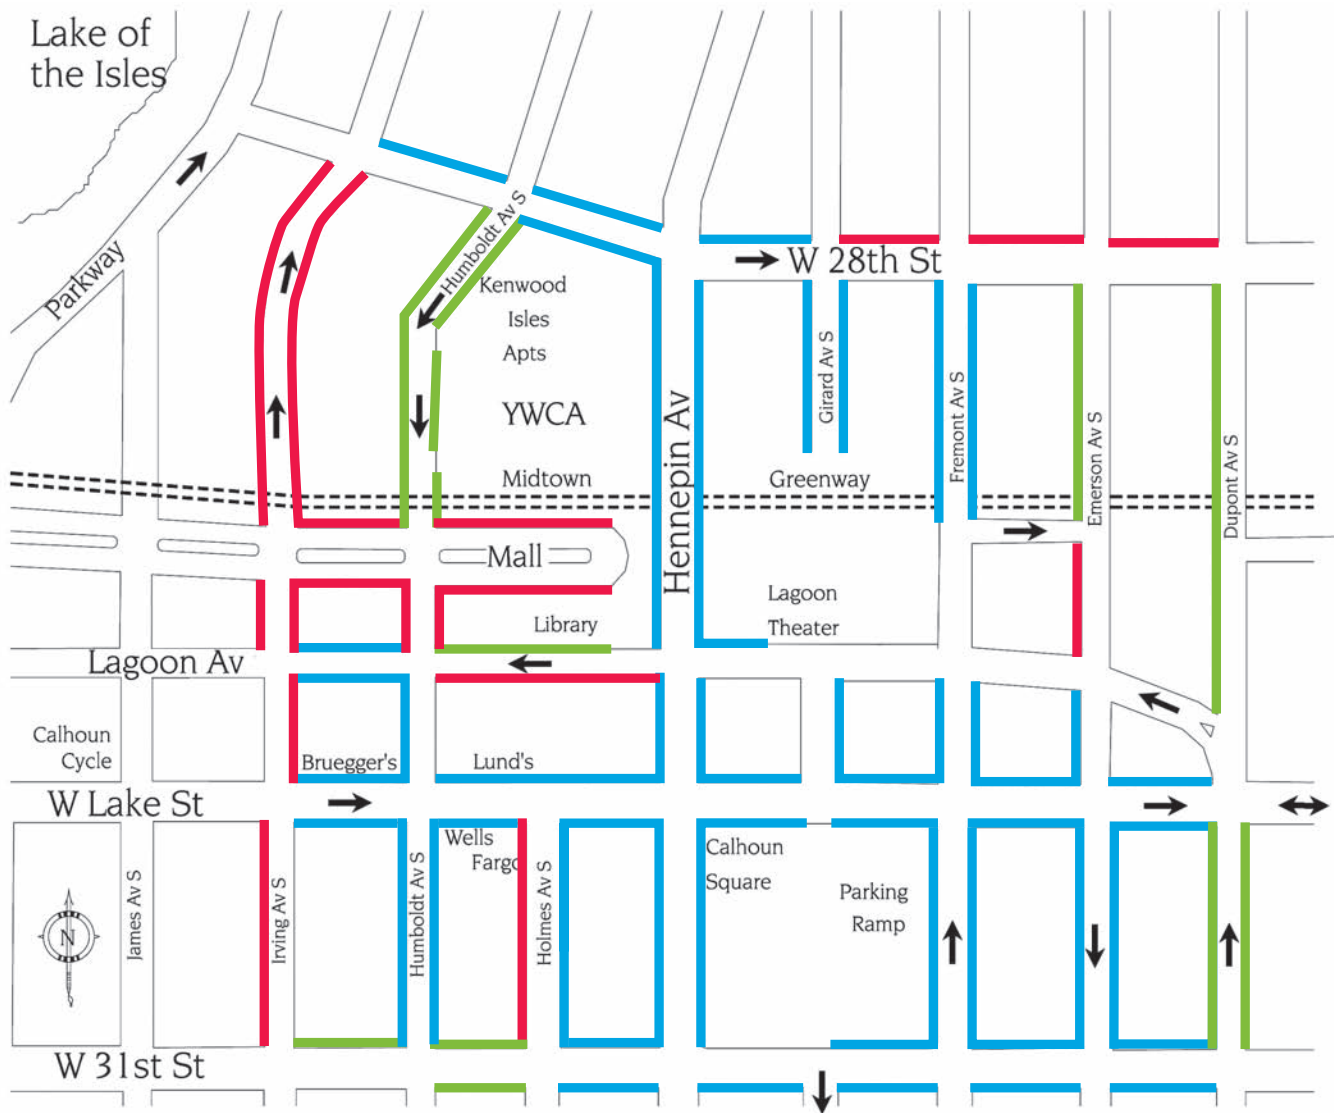 Lake of
the Isles
Parkway
Humboldt Av S
W 28th St
Kenwood
Isles
Apts
YWCA
Midtown
Greenway
Hennepin Av
Girard Av S
Fremont Av S
Emerson Av S
Dupont Av S
Mall
Library
Lagoon
Theater
Lagoon Av
Calhoun
Cycle
Bruegger's
Lund's
W Lake St
Wells
Fargo
Calhoun
Square
Parking
Ramp
N
James Av S
Irving Av S
Humboldt Av S
Holmes Av S
W 31st St